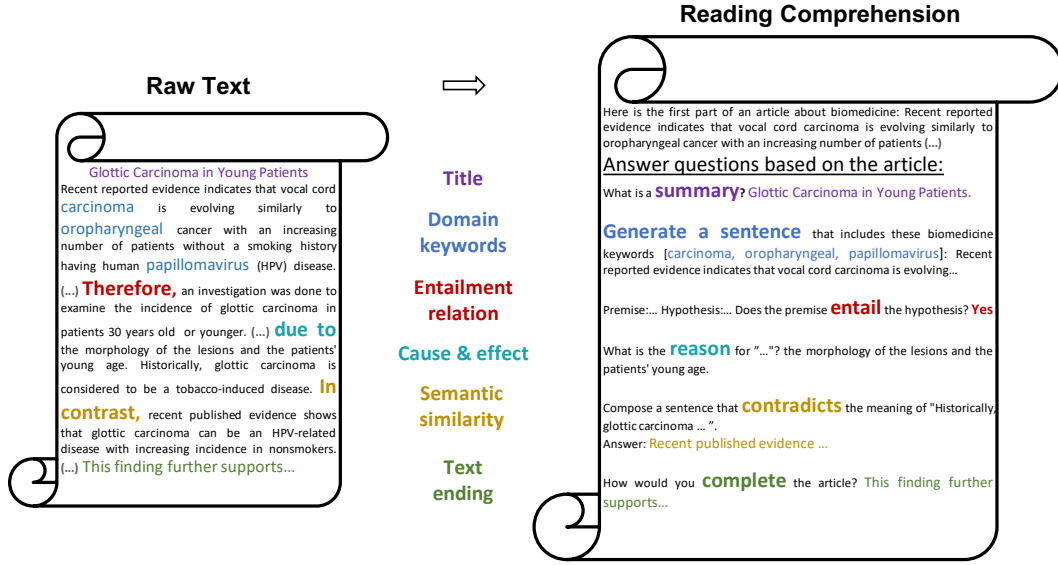 Reading Comprehension
Raw Text
⇨
Glottic Carcinoma in Young Patients
Recent reported evidence indicates that vocal cord
carcinoma is evolving similarly to
oropharyngeal cancer with an increasing
number of patients without a smoking history
having human papillomavirus (HPV) disease.
(...) Therefore, an investigation was done to
examine the incidence of glottic carcinoma in
patients 30 years old or younger. (...) due to
the morphology of the lesions and the patients'
young age. Historically, glottic carcinoma is
considered to be a tobacco-induced disease. In
contrast, recent published evidence shows
that glottic carcinoma can be an HPV-related
disease with increasing incidence in nonsmokers.
(...) This finding further supports...
Title
Domain
keywords
Entailment
relation
Cause & effect
Semantic
similarity
Text
ending
Here is the first part of an article about biomedicine: Recent reported
evidence indicates that vocal cord carcinoma is evolving similarly to
oropharyngeal cancer with an increasing number of patients (...)
Answer questions based on the article:
What is a summary? Glottic Carcinoma in Young Patients.
Generate a sentence that includes these biomedicine
keywords [carcinoma, oropharyngeal, papillomavirus]: Recent
reported evidence indicates that vocal cord carcinoma is evolving...
Premise:... Hypothesis:... Does the premise entail the hypothesis? Yes
What is the reason for "..."? the morphology of the lesions and the
patients' young age.
Compose a sentence that contradicts the meaning of "Historically,
glottic carcinoma ... ".
Answer: Recent published evidence ...
How would you complete the article? This finding further
supports...